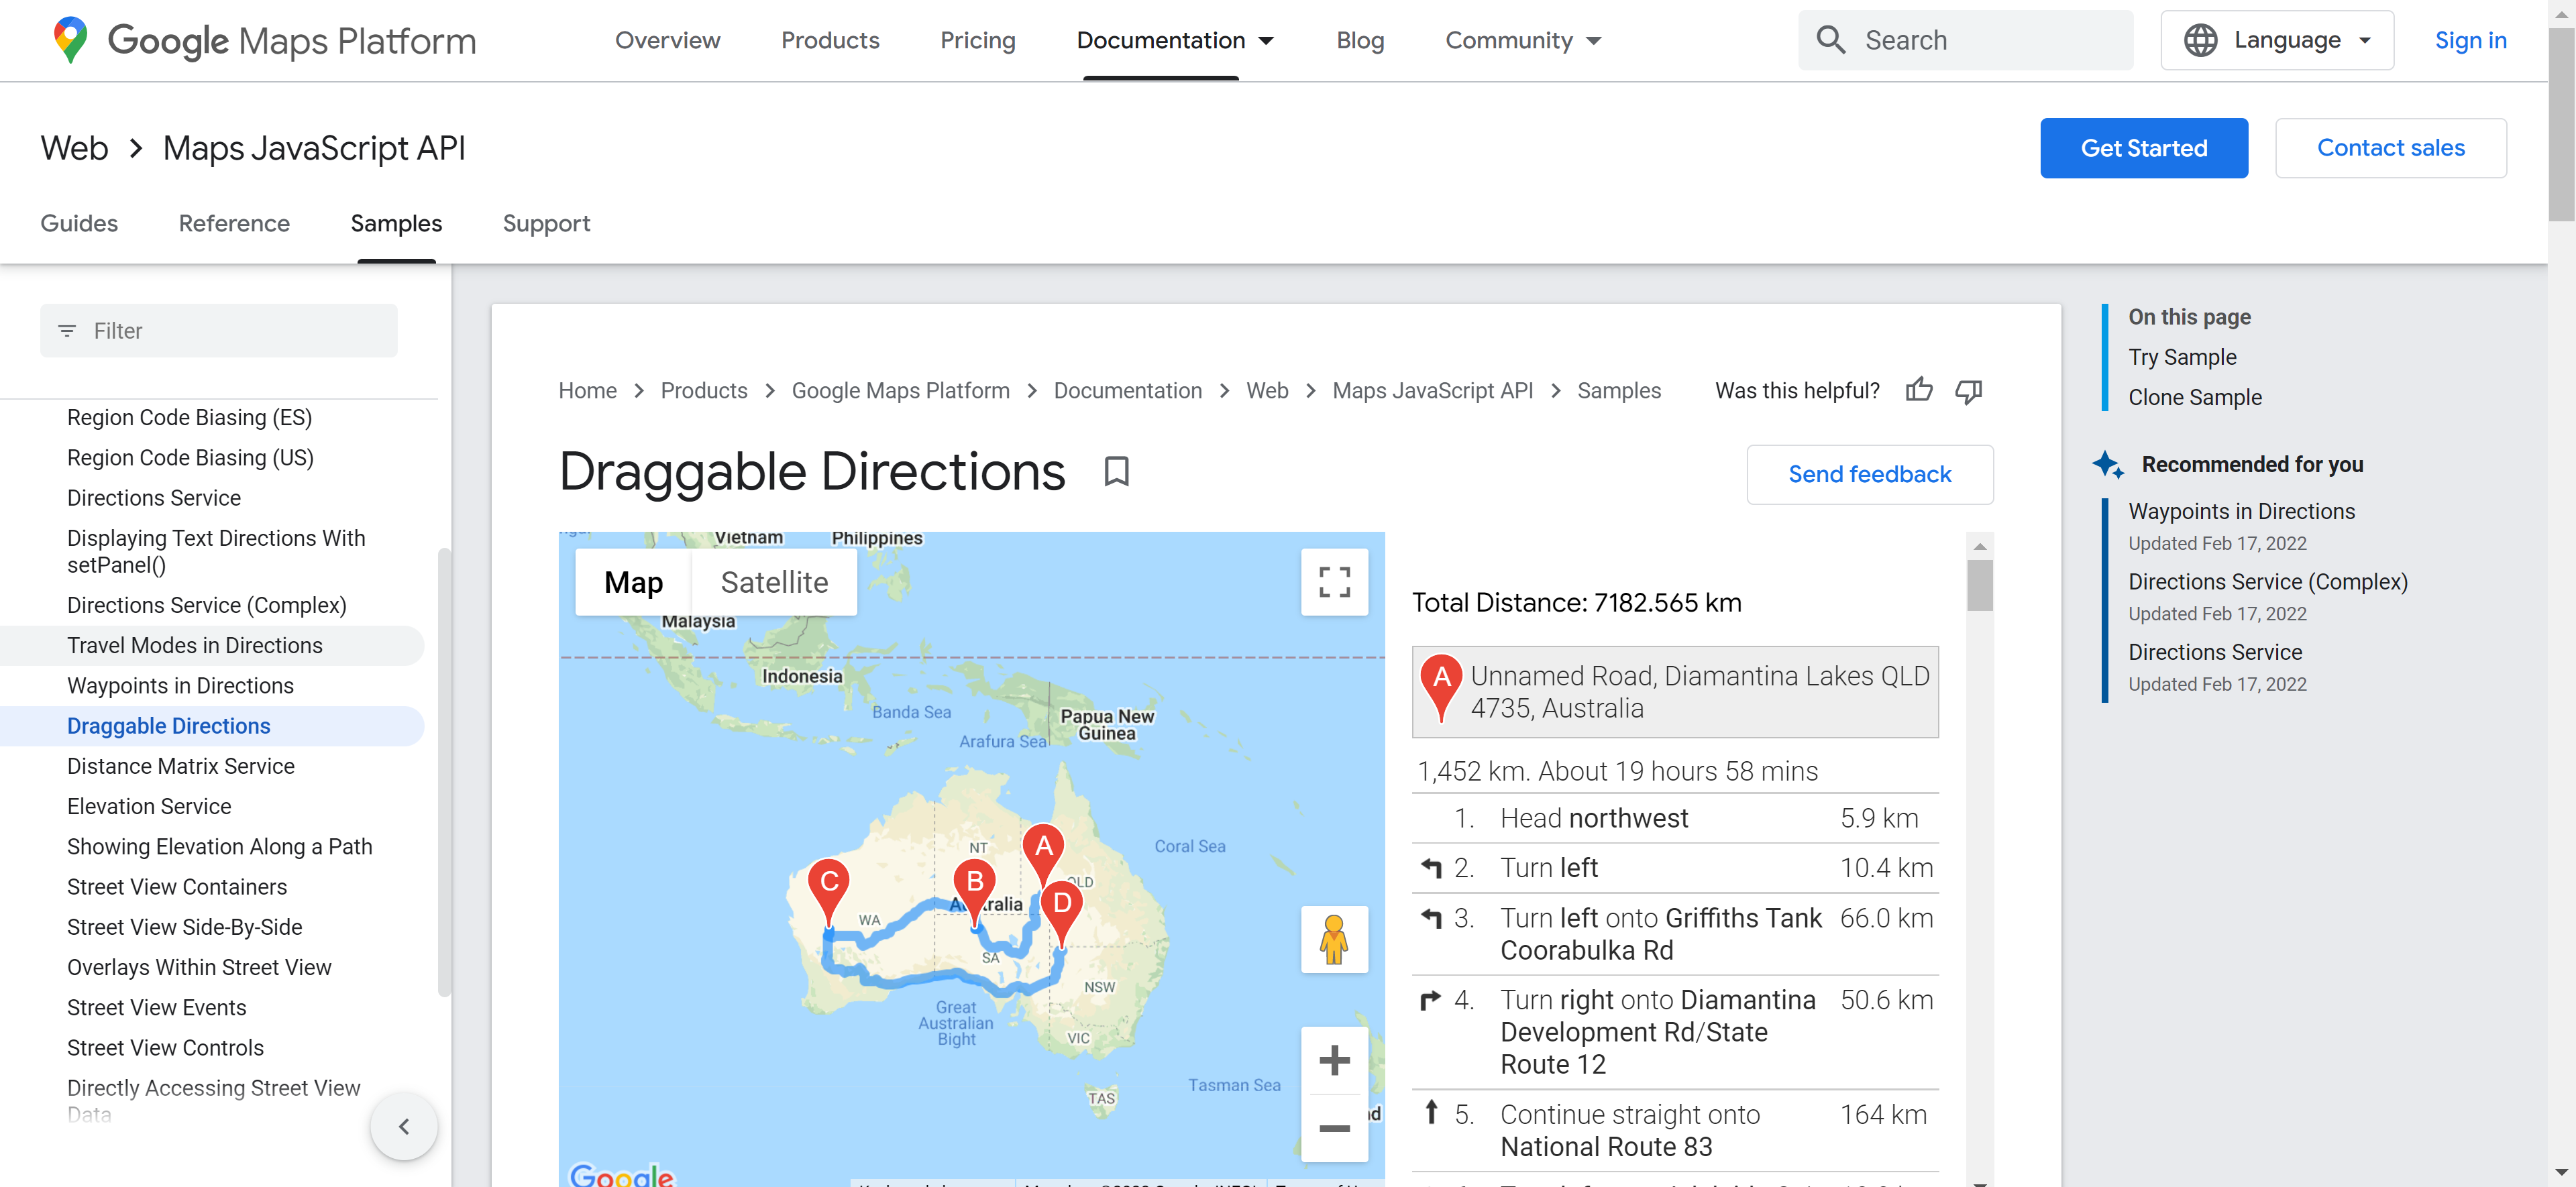 Google Maps Platform
Overview
Products
Pricing
Documentation
Blog
Community
Search
Language
Sign in
Web > Maps JavaScript API
Get Started
Contact sales
Guides
Reference
Samples
Support
Filter
Region Code Biasing (ES)
Region Code Biasing (US)
Directions Service
Displaying Text Directions With
setPanel()
Directions Service (Complex)
Travel Modes in Directions
Waypoints in Directions
Draggable Directions
Distance Matrix Service
Elevation Service
Showing Elevation Along a Path
Street View Containers
Street View Side-By-Side
Overlays Within Street View
Street View Events
Street View Controls
Directly Accessing Street View
Data
Home > Products > Google Maps Platform > Documentation > Web > Maps JavaScript API > Samples
Was this helpful?
Draggable Directions
Send feedback
Vietnam
Philippines
Map
Satellite
Malaysia
Indonesia
Banda Sea
Papua New
Guinea
Arafura Sea
Coral Sea
NT
A
QLD
C
B
D
WA
SA
NSW
Great
Australian
Bight
VIC
Tasman Sea
TAS
Google
Total Distance: 7182.565 km
A
Unnamed Road, Diamantina Lakes QLD
4735, Australia
1,452 km. About 19 hours 58 mins
1. Head northwest 5.9 km
2. Turn left 10.4 km
3. Turn left onto Griffiths Tank 66.0 km
Coorabulka Rd
4. Turn right onto Diamantina 50.6 km
Development Rd/State
Route 12
5. Continue straight onto 164 km
National Route 83
On this page
Try Sample
Clone Sample
Recommended for you
Waypoints in Directions
Updated Feb 17, 2022
Directions Service (Complex)
Updated Feb 17, 2022
Directions Service
Updated Feb 17, 2022